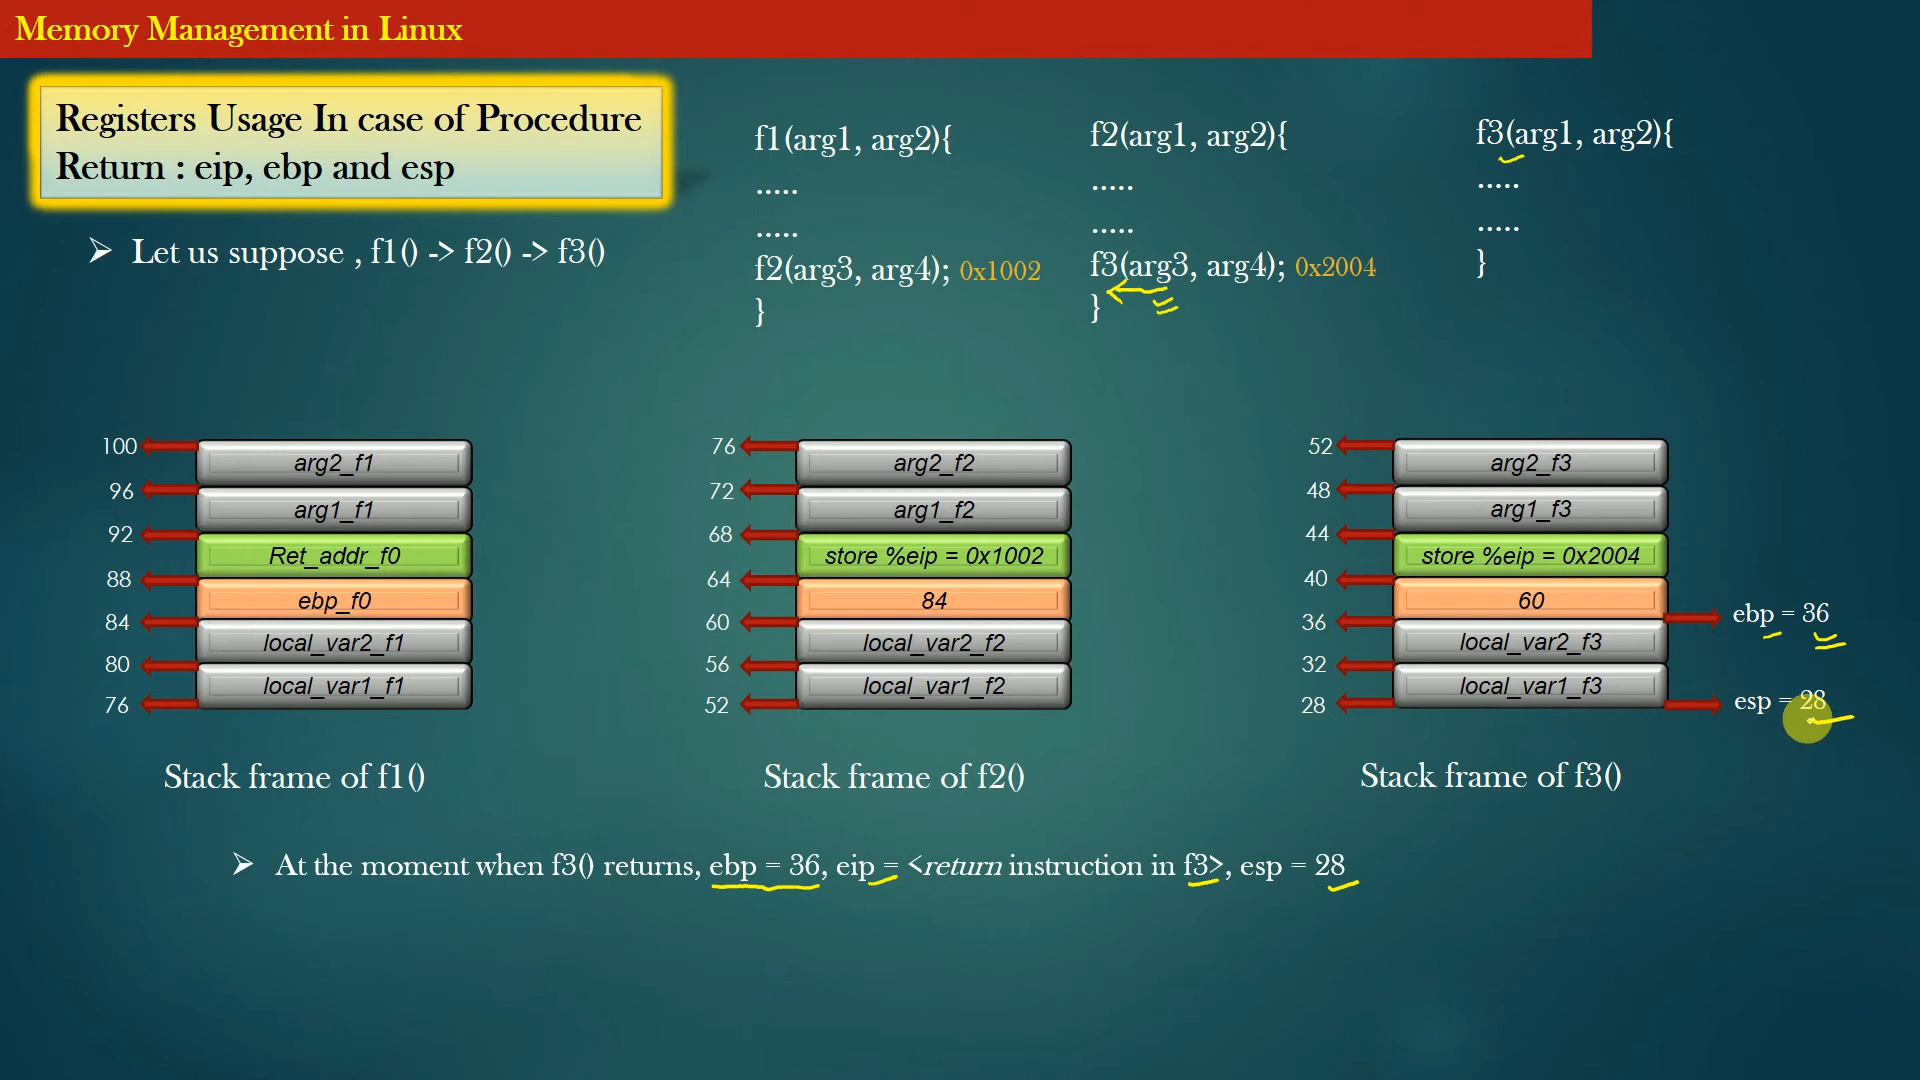 Memory Management in Linux
Registers Usage In case of Procedure
Return : eip, ebp and esp
Let us suppose , f1() -> f2() -> f3()
f1(arg1, arg2){
.....
.....
f2(arg3, arg4); 0x1002
}
f2(arg1, arg2){
.....
.....
f3(arg3, arg4); 0x2004
}
f3(arg1, arg2){
.....
.....
}
100
arg2_f1
96
arg1_f1
92
Ret_addr_f0
88
ebp_f0
84
local_var2_f1
80
local_var1_f1
76
Stack frame of f1()
76
arg2_f2
72
arg1_f2
68
store %eip = 0x1002
64
84
60
local_var2_f2
56
local_var1_f2
52
Stack frame of f2()
52
arg2_f3
48
arg1_f3
44
store %eip = 0x2004
40
60
36
ebp = 36
local_var2_f3
32
local_var1_f3
28
esp = 28
Stack frame of f3()
At the moment when f3() returns, ebp = 36, eip = <return instruction in f3>, esp = 28